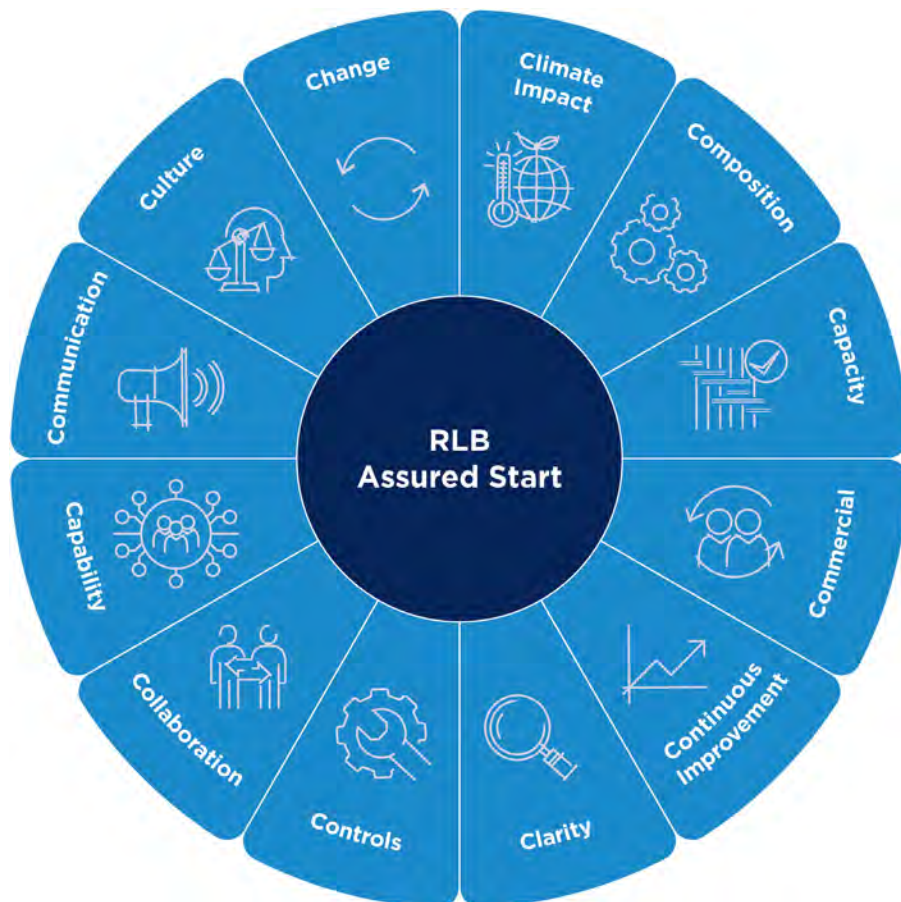 Climate
Impact
Composition
Capacity
Commercial
Continuous
Improvement
Clarity
Controls
Collaboration
Capability
Communication
Culture
Change
RLB
Assured Start